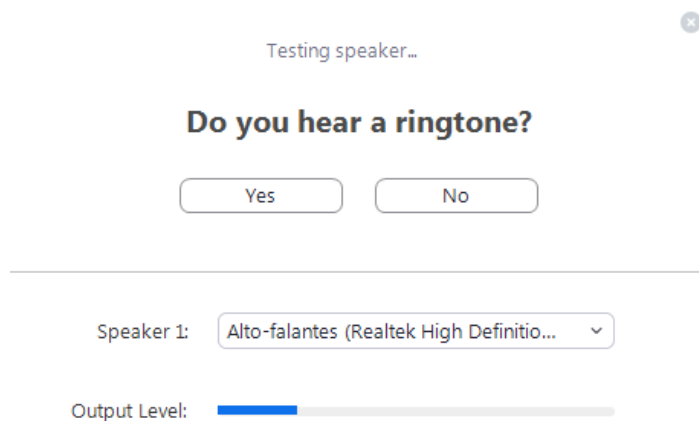 Testing speaker...
Do you hear a ringtone?
Yes No
Speaker 1: Alto-falantes (Realtek High Definitio...
Output Level: